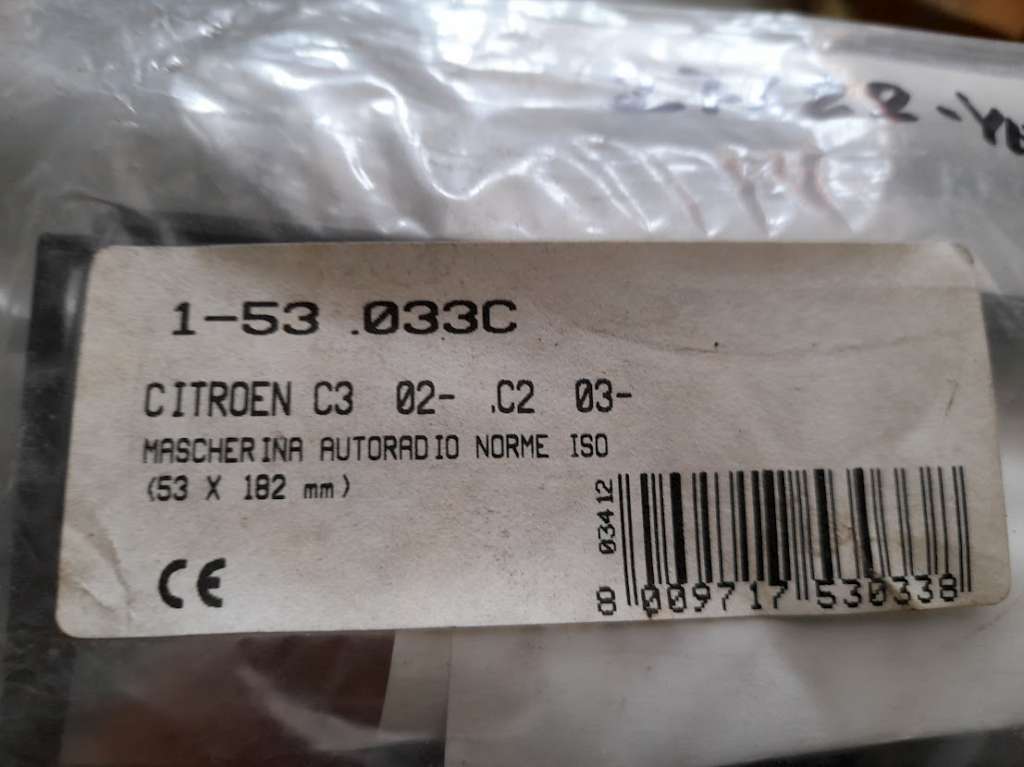 1-53 .033C
CITROEN C3 02- .C2 03-
MASCHERINA AUTORADIO NORME ISO
(53 X 182 mm)
03412
CE
8 009717 530338